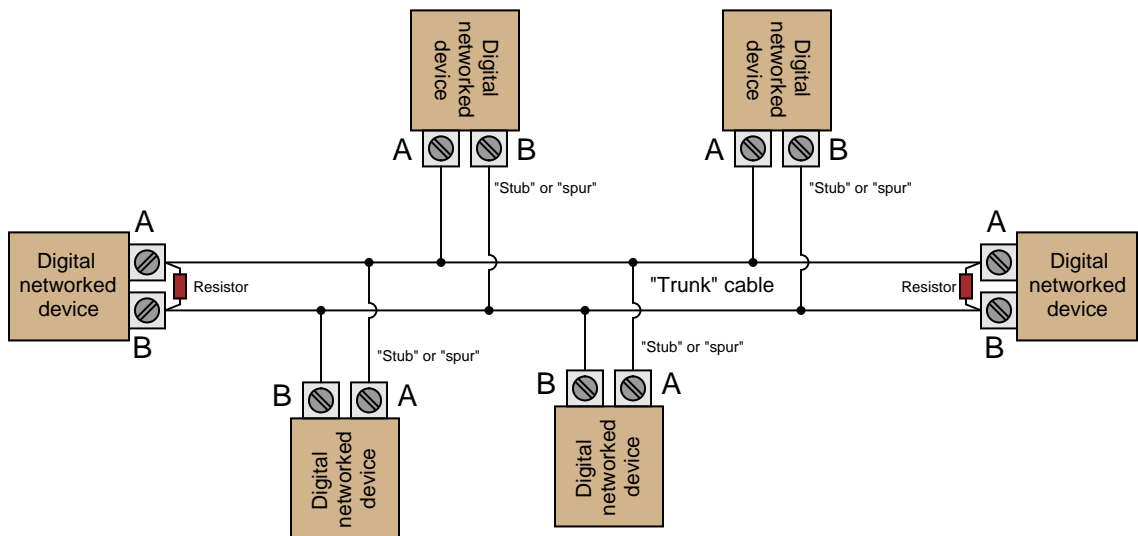 Digital
networked
device
A
B
"Stub" or "spur"
Digital
networked
device
A
B
"Stub" or "spur"
A
Digital
networked
device
B
Resistor
"Trunk" cable
Resistor
A
Digital
networked
device
B
"Stub" or "spur"
B
A
Digital
networked
device
"Stub" or "spur"
B
A
Digital
networked
device